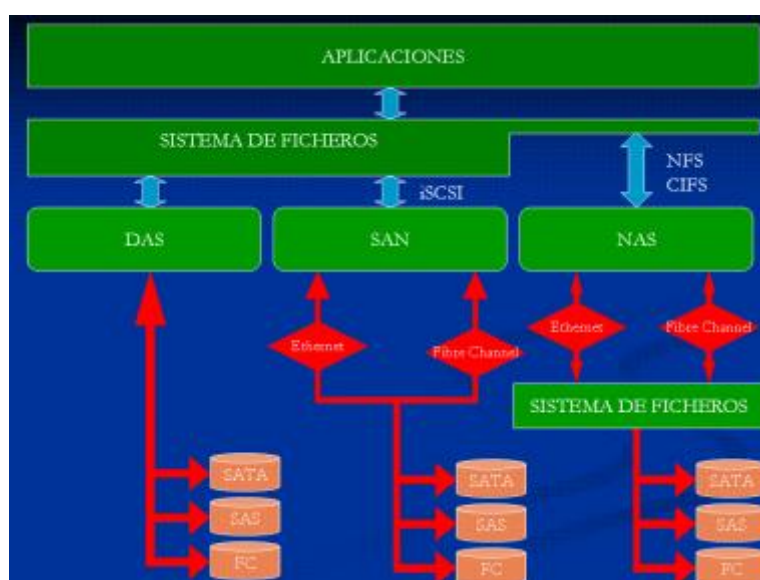 APLICACIONES
SISTEMA DE FICHEROS
NFS
CIFS
iSCSI
DAS
SAN
NAS
Ethernet
Fibre Channel
Ethernet
Fibre Channel
SISTEMA DE FICHEROS
SATA
SATA
SATA
SAS
SAS
SAS
FC
FC
FC